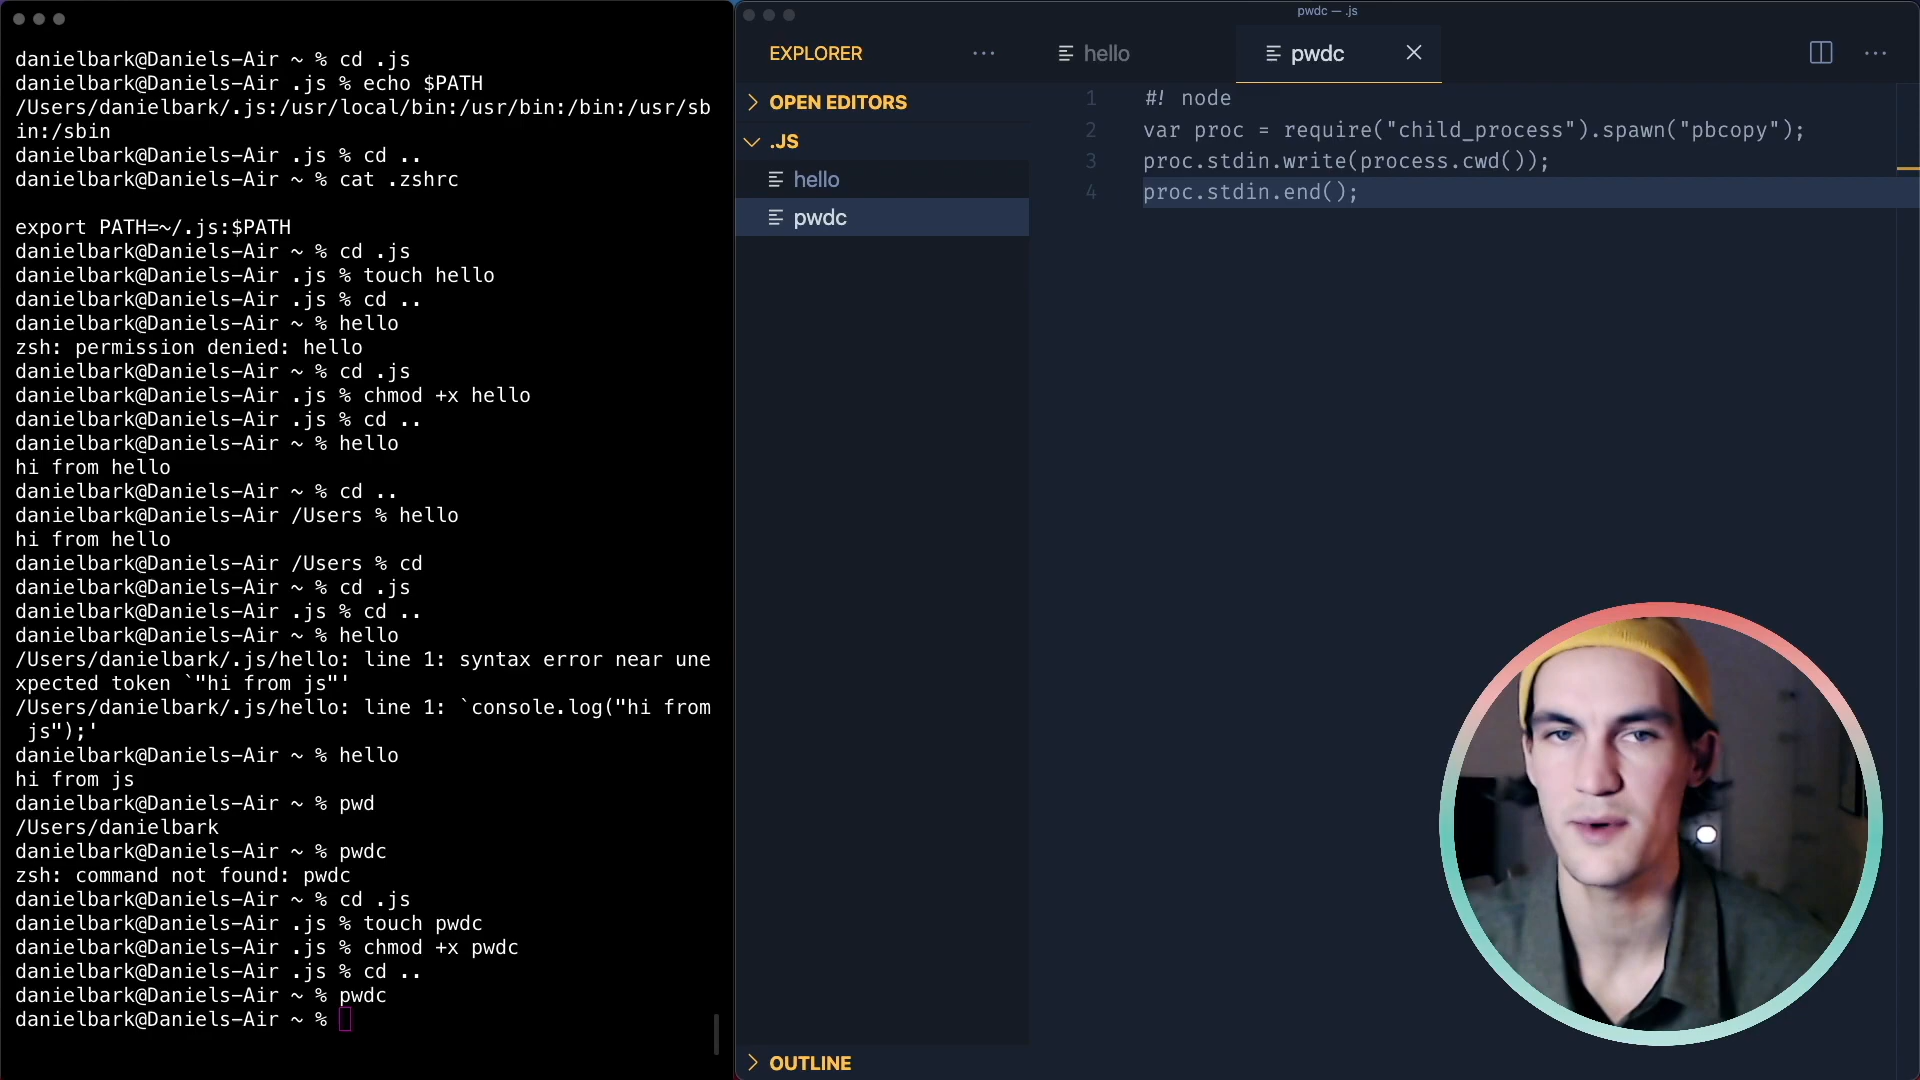 danielbark@Daniels-Air ~ % cd .js
danielbark@Daniels-Air .js % echo $PATH
/Users/danielbark/.js:/usr/local/bin:/usr/bin:/bin:/usr/sb
in:/sbin
danielbark@Daniels-Air .js % cd ..
danielbark@Daniels-Air ~ % cat .zshrc
export PATH=~/.js:$PATH
danielbark@Daniels-Air ~ % cd .js
danielbark@Daniels-Air .js % touch hello
danielbark@Daniels-Air .js % cd ..
danielbark@Daniels-Air ~ % hello
zsh: permission denied: hello
danielbark@Daniels-Air ~ % cd .js
danielbark@Daniels-Air .js % chmod +x hello
danielbark@Daniels-Air .js % cd ..
danielbark@Daniels-Air ~ % hello
hi from hello
danielbark@Daniels-Air ~ % cd ..
danielbark@Daniels-Air /Users % hello
hi from hello
danielbark@Daniels-Air /Users % cd
danielbark@Daniels-Air ~ % cd .js
danielbark@Daniels-Air .js % cd ..
danielbark@Daniels-Air ~ % hello
/Users/danielbark/.js/hello: line 1: syntax error near une
xpected token `"hi from js"'
/Users/danielbark/.js/hello: line 1: `console.log("hi from
 js");'
danielbark@Daniels-Air ~ % hello
hi from js
danielbark@Daniels-Air ~ % pwd
/Users/danielbark
danielbark@Daniels-Air ~ % pwdc
zsh: command not found: pwdc
danielbark@Daniels-Air ~ % cd .js
danielbark@Daniels-Air .js % touch pwdc
danielbark@Daniels-Air .js % chmod +x pwdc
danielbark@Daniels-Air .js % cd ..
danielbark@Daniels-Air ~ % pwdc
danielbark@Daniels-Air ~ %
pwdc — .js
EXPLORER
OPEN EDITORS
.JS
hello
pwdc
OUTLINE
hello
pwdc
1 #! node
2 var proc = require("child_process").spawn("pbcopy");
3 proc.stdin.write(process.cwd());
4 proc.stdin.end();